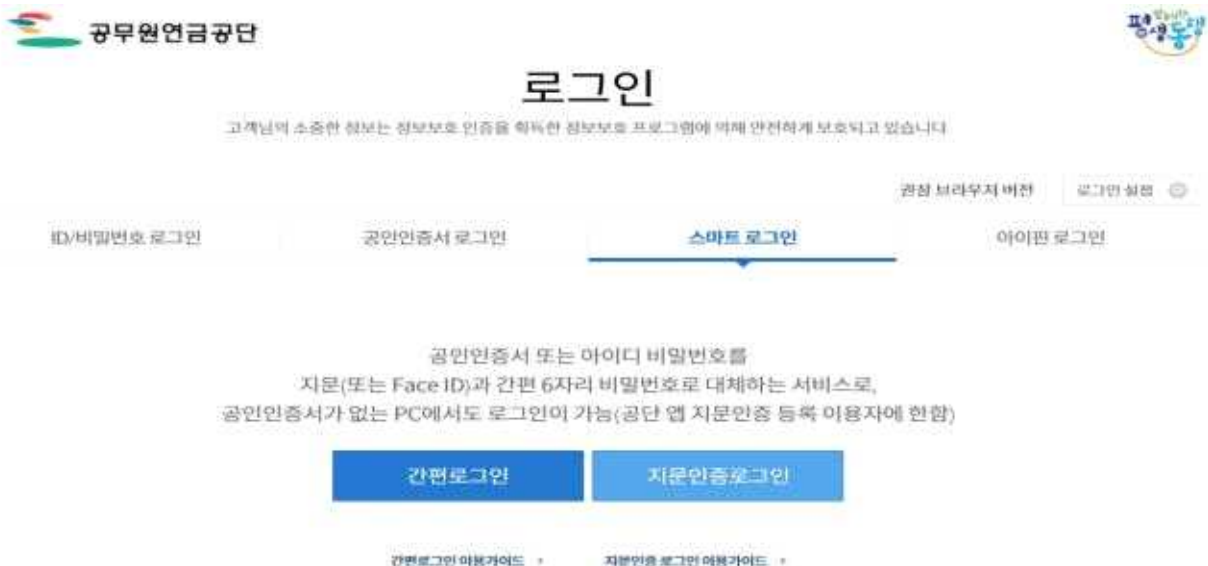 공무원연금공단
평생동행
로그인
고객님의 소중한 정보는 정보보호 인증을 획득한 정보보호 프로그램에 의해 안전하게 보호되고 있습니다
권장 브라우저 버전 로그인 설정
ID/비밀번호 로그인 공인인증서 로그인 스마트 로그인 아이핀 로그인
공인인증서 또는 아이디 비밀번호를
지문(또는 Face ID)과 간편 6자리 비밀번호로 대체하는 서비스로,
공인인증서가 없는 PC에서도 로그인이 가능(공단 앱 지문인증 등록 이용자에 한함)
간편로그인 지문인증로그인
간편로그인 이용가이드 지문인증 로그인 이용가이드